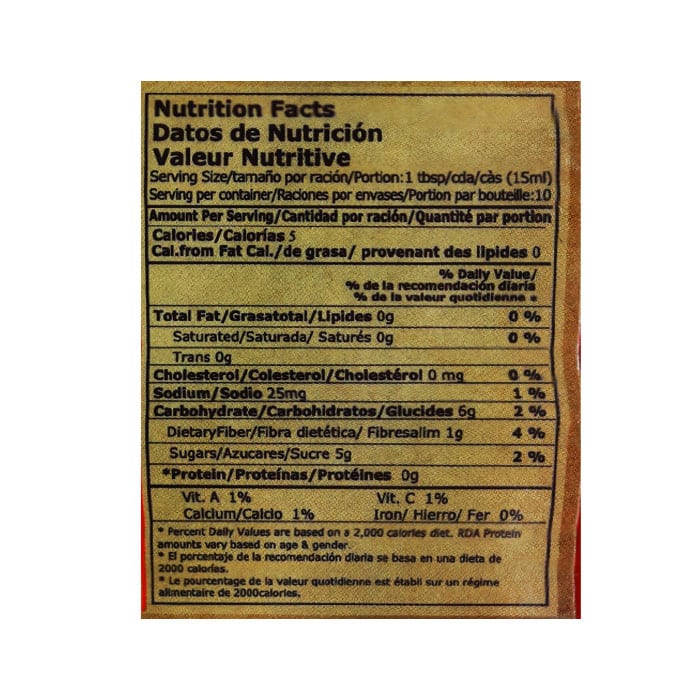 Nutrition Facts
Datos de Nutrición
Valeur Nutritive
Serving Size/tamaño por ración/Portion:1 tbsp/cda/càs (15ml)
Serving per container/Raciones por envases/Portion par bouteille:10
Amount Per Serving/Cantidad por ración/Quantité par portion
Calories/Calorías 5
Cal.from Fat Cal./de grasa/ provenant des lipides 0
% Daily Value/
% de la recomendación diaria
% de la valeur quotidienne *
Total Fat/Grasatotal/Lipides 0g 0 %
Saturated/Saturada/ Saturés 0g 0 %
Trans 0g
Cholesterol/Colesterol/Cholestérol 0 mg 0 %
Sodium/Sodio 25mg 1 %
Carbohydrate/Carbohidratos/Glucides 6g 2 %
DietaryFiber/Fibra dietética/ Fibresalim 1g 4 %
Sugars/Azucares/Sucre 5g 2 %
*Protein/Proteínas/Protéines 0g
Vit. A 1% Vit. C 1%
Calcium/Calcio 1% Iron/ Hierro/ Fer 0%
* Percent Daily Values are based on a 2,000 calories diet. RDA Protein
amounts vary based on age & gender.
* El porcentaje de la recomendación diaria se basa en una dieta de
2000 calorías.
* Le pourcentage de la valeur quotidienne est établi sur un régime
alimentaire de 2000calories.